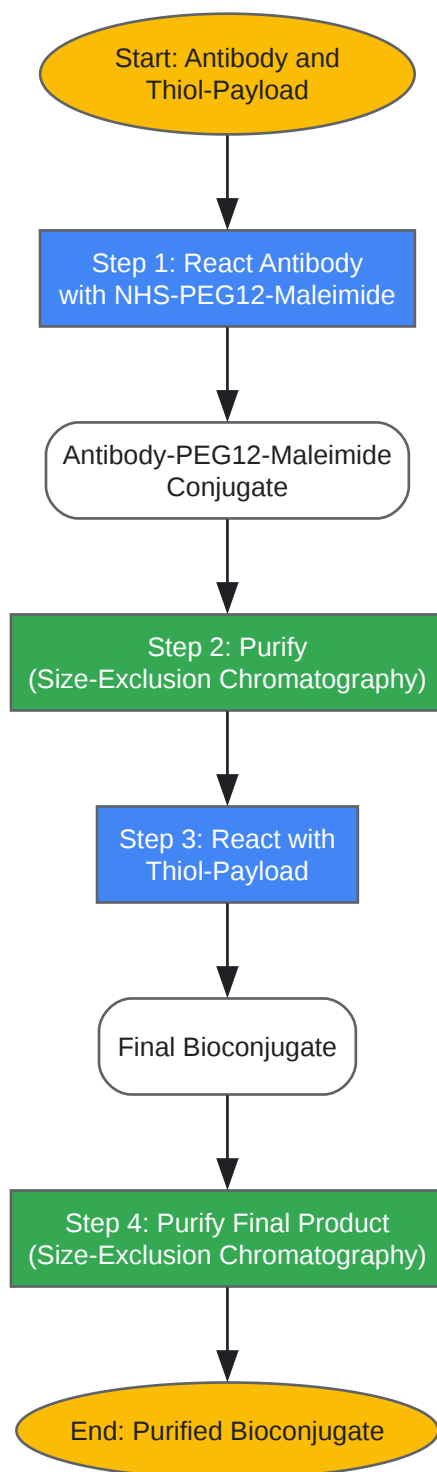 Start: Antibody and
Thiol-Payload
Step 1: React Antibody
with NHS-PEG12-Maleimide
Antibody-PEG12-Maleimide
Conjugate
Step 2: Purify
(Size-Exclusion Chromatography)
Step 3: React with
Thiol-Payload
Final Bioconjugate
Step 4: Purify Final Product
(Size-Exclusion Chromatography)
End: Purified Bioconjugate